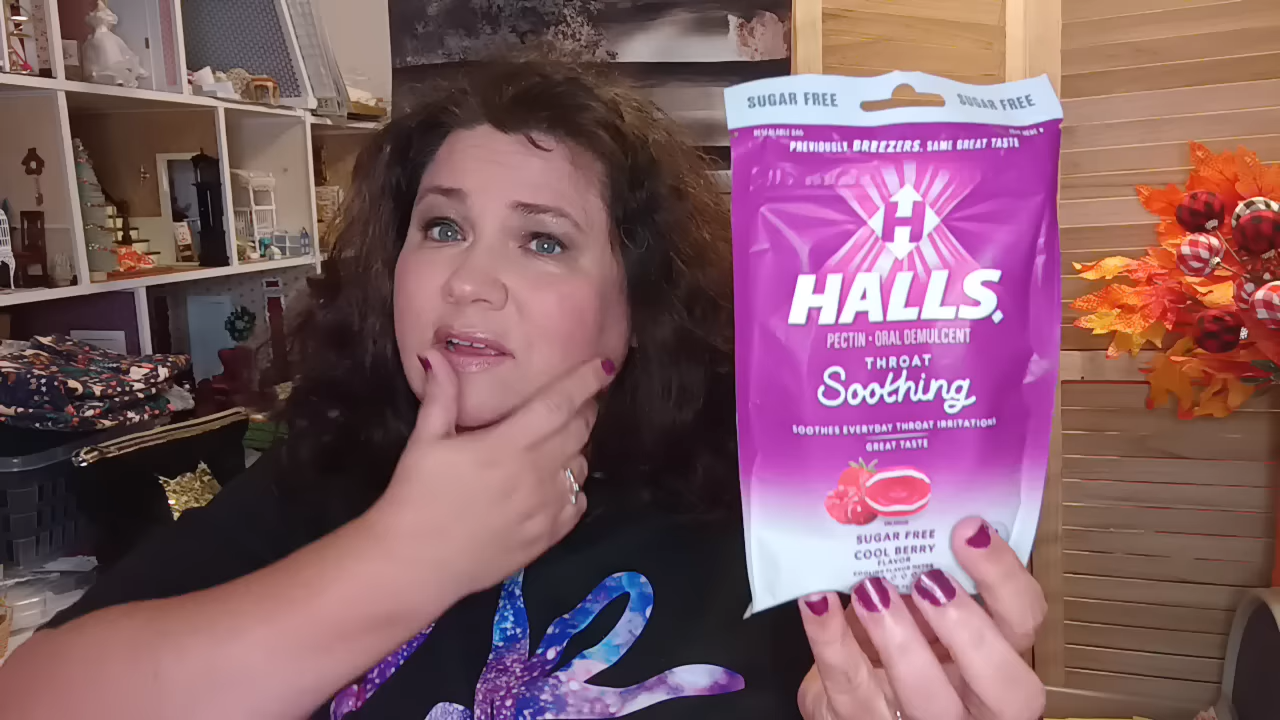 SUGAR FREE SUGAR FREE
RESEALABLE BAG
PREVIOUSLY BREEZERS, SAME GREAT TASTE
H
HALLS.
PECTIN • ORAL DEMULCENT
THROAT
Soothing
SOOTHES EVERYDAY THROAT IRRITATIONS
GREAT TASTE
SUGAR FREE
COOL BERRY
FLAVOR